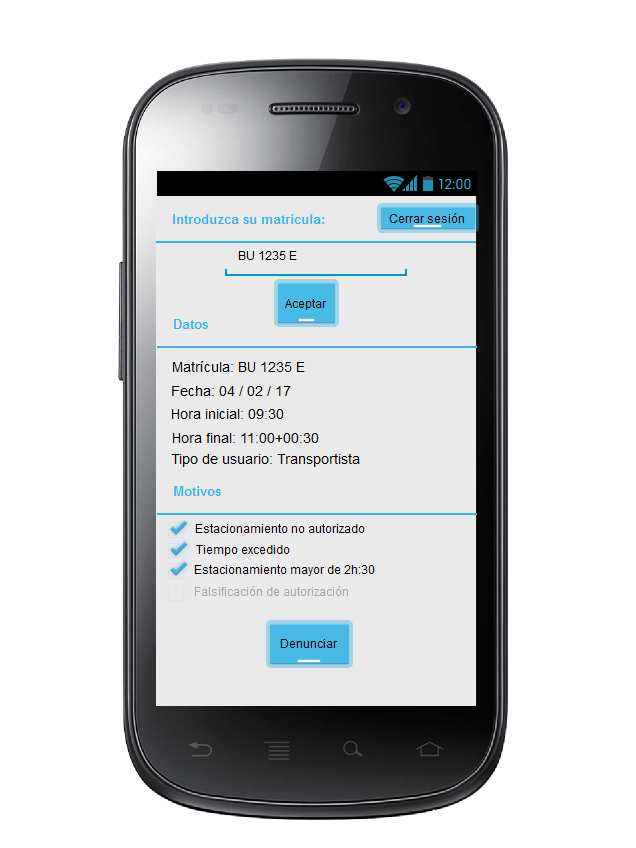 12:00
Introduzca su matrícula:
Cerrar sesión
BU 1235 E
Aceptar
Datos
Matrícula: BU 1235 E
Fecha: 04 / 02 / 17
Hora inicial: 09:30
Hora final: 11:00+00:30
Tipo de usuario: Transportista
Motivos
Estacionamiento no autorizado
Tiempo excedido
Estacionamiento mayor de 2h:30
Falsificación de autorización
Denunciar